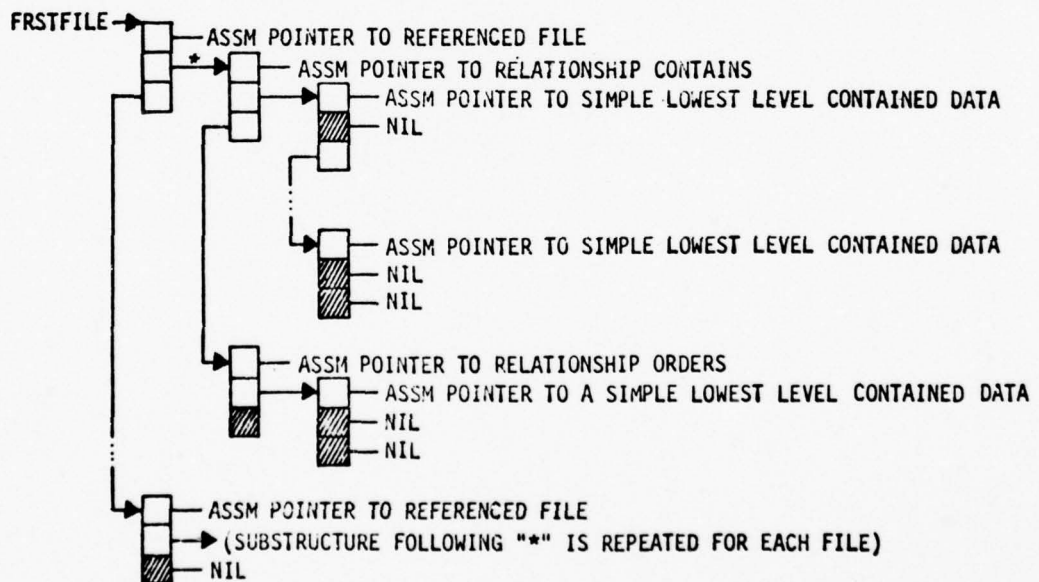 FRSTFILE
ASSM POINTER TO REFERENCED FILE
*
ASSM POINTER TO RELATIONSHIP CONTAINS
ASSM POINTER TO SIMPLE LOWEST LEVEL CONTAINED DATA
NIL
ASSM POINTER TO SIMPLE LOWEST LEVEL CONTAINED DATA
NIL
NIL
ASSM POINTER TO RELATIONSHIP ORDERS
ASSM POINTER TO A SIMPLE LOWEST LEVEL CONTAINED DATA
NIL
NIL
ASSM POINTER TO REFERENCED FILE
(SUBSTRUCTURE FOLLOWING "*" IS REPEATED FOR EACH FILE)
NIL